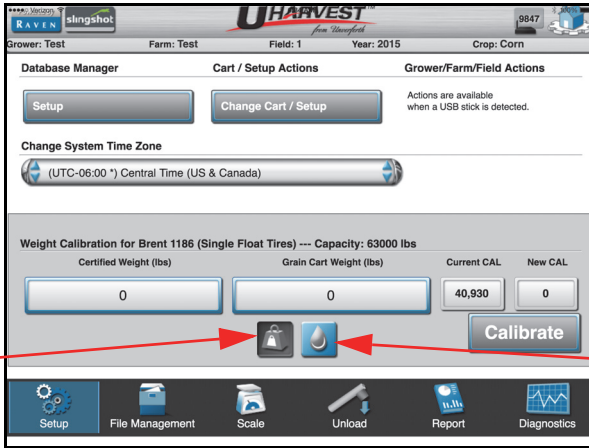 Verizon
RAVEN slingshot
UHARVEST™
from Unverferth
9847
100%
Grower: Test Farm: Test Field: 1 Year: 2015 Crop: Corn
Database Manager Cart / Setup Actions Grower/Farm/Field Actions
Setup Change Cart / Setup
Actions are available
when a USB stick is detected.
Change System Time Zone
(UTC-06:00 *) Central Time (US & Canada)
Weight Calibration for Brent 1186 (Single Float Tires) --- Capacity: 63000 lbs
Certified Weight (lbs) Grain Cart Weight (lbs) Current CAL New CAL
0 0 40,930 0
Calibrate
Setup File Management Scale Unload Report Diagnostics